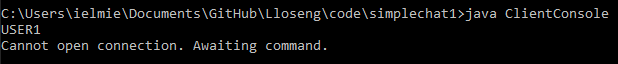 C:\Users\ielmie\Documents\GitHub\Lloseng\code\simplechat1>java ClientConsole
USER1
Cannot open connection. Awaiting command.